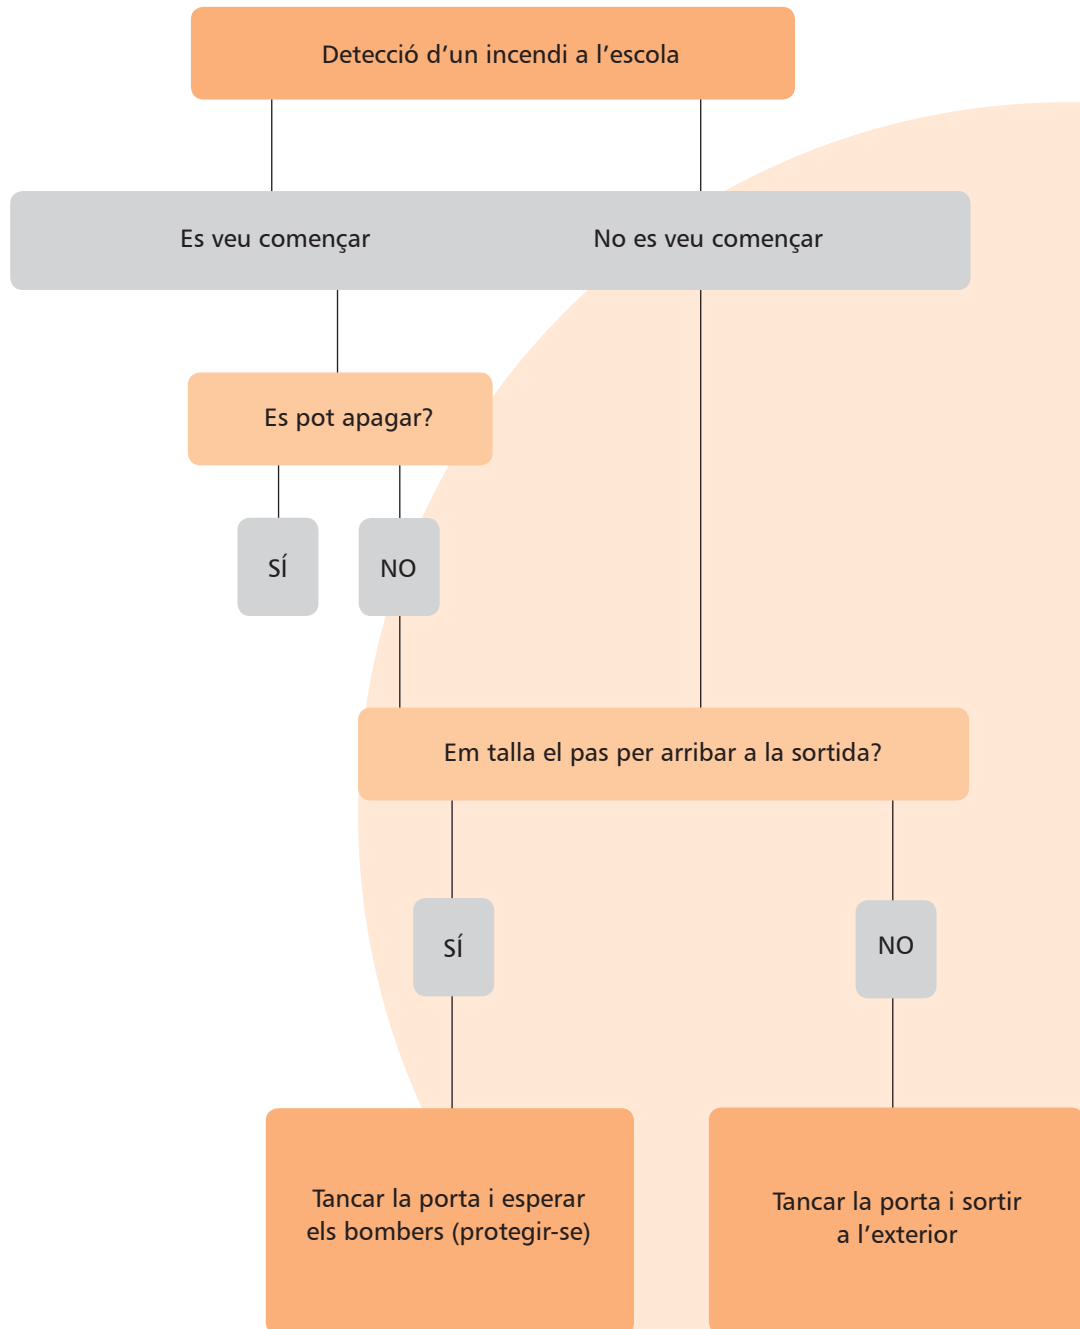 Detecció d’un incendi a l’escola
Es veu començar
No es veu començar
Es pot apagar?
SÍ
NO
Em talla el pas per arribar a la sortida?
SÍ
NO
Tancar la porta i esperar
els bombers (protegir-se)
Tancar la porta i sortir
a l’exterior